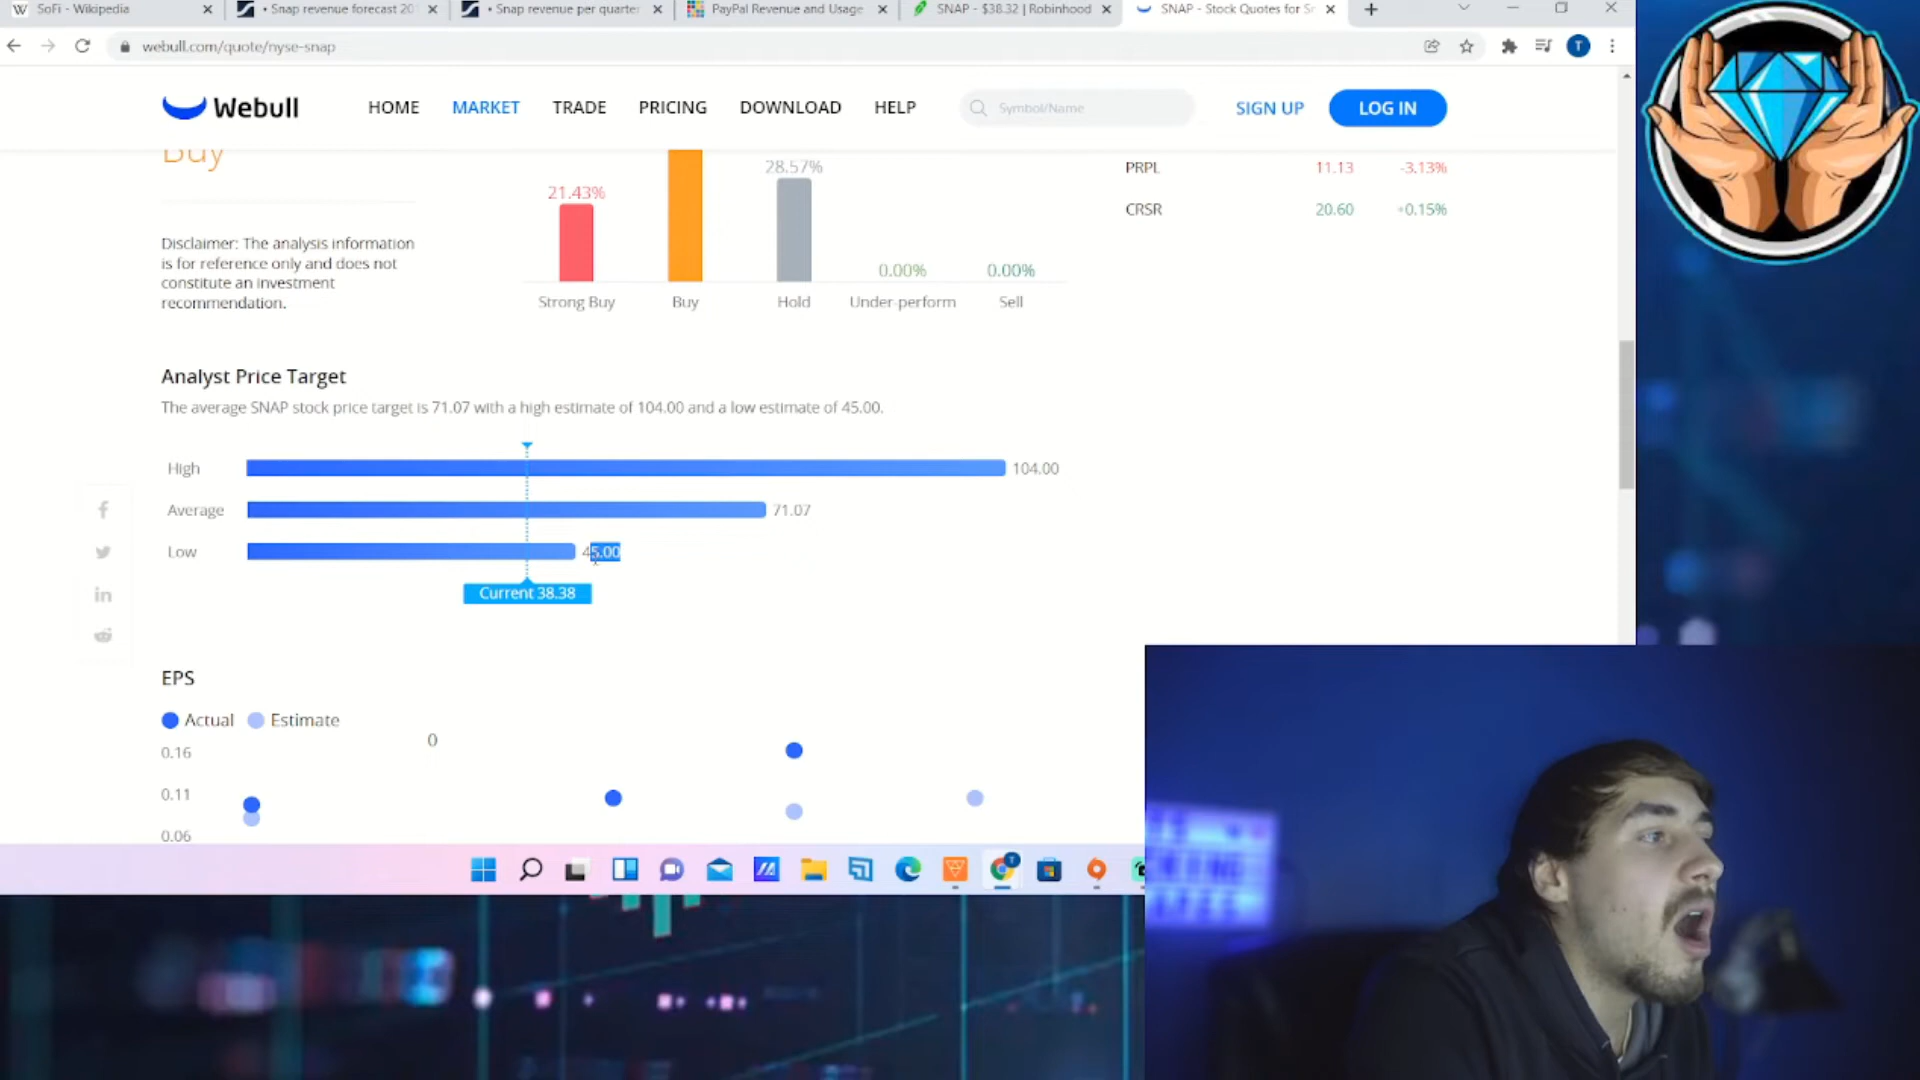 SoFi - Wikipedia
• Snap revenue forecast 20
• Snap revenue per quarte
PayPal Revenue and Usage
SNAP - $38.32 | Robinhood
SNAP - Stock Quotes for Sn
webull.com/quote/nyse-snap
T
Webull
HOME
MARKET
TRADE
PRICING
DOWNLOAD
HELP
Symbol/Name
SIGN UP
LOG IN
Buy
28.57%
PRPL 11.13 -3.13%
21.43%
CRSR 20.60 +0.15%
Disclaimer: The analysis information
is for reference only and does not
constitute an investment
recommendation.
0.00%
0.00%
Strong Buy
Buy
Hold
Under-perform
Sell
Analyst Price Target
The average SNAP stock price target is 71.07 with a high estimate of 104.00 and a low estimate of 45.00.
High 104.00
Average 71.07
Low 45.00
Current 38.38
EPS
Actual
Estimate
0
0.16
0.11
0.06